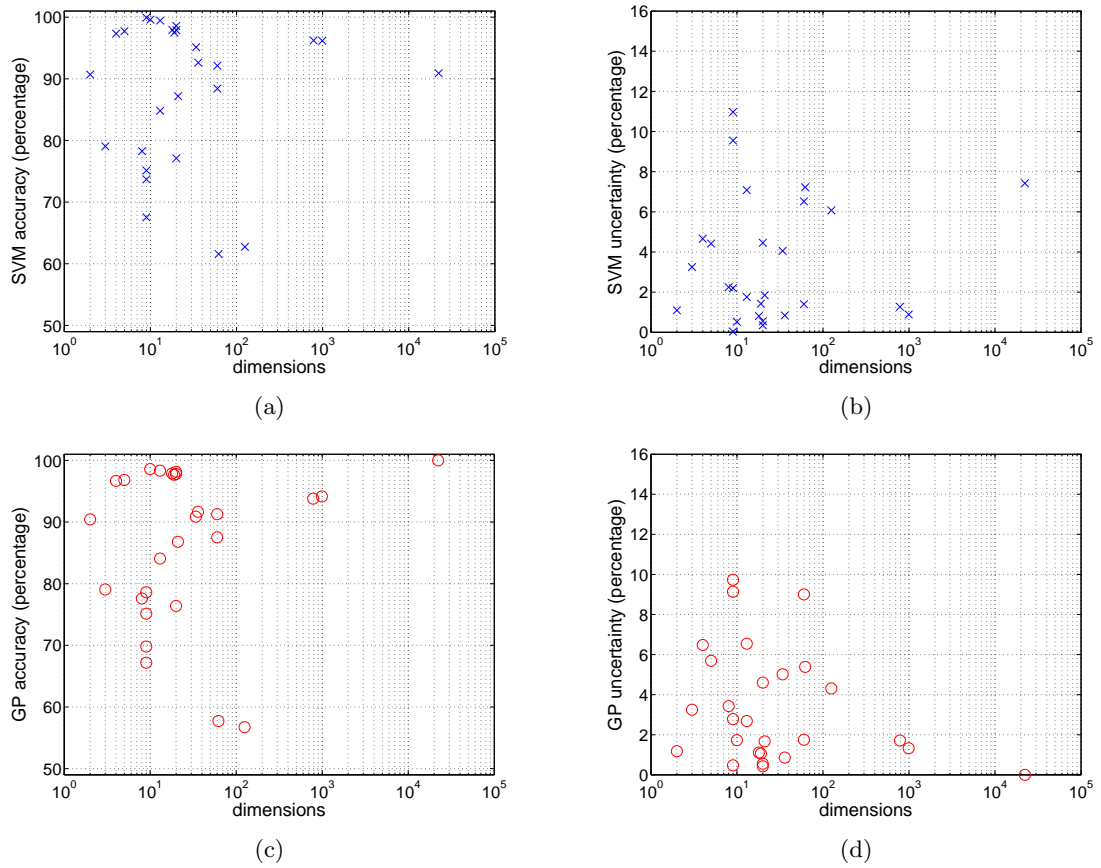 100
90
80
70
60
50
SVM accuracy (percentage)
10^0 10^1 10^2 10^3 10^4 10^5
dimensions
(a)
16
14
12
10
8
6
4
2
0
SVM uncertainty (percentage)
10^0 10^1 10^2 10^3 10^4 10^5
dimensions
(b)
100
90
80
70
60
50
GP accuracy (percentage)
10^0 10^1 10^2 10^3 10^4 10^5
dimensions
(c)
16
14
12
10
8
6
4
2
0
GP uncertainty (percentage)
10^0 10^1 10^2 10^3 10^4 10^5
dimensions
(d)